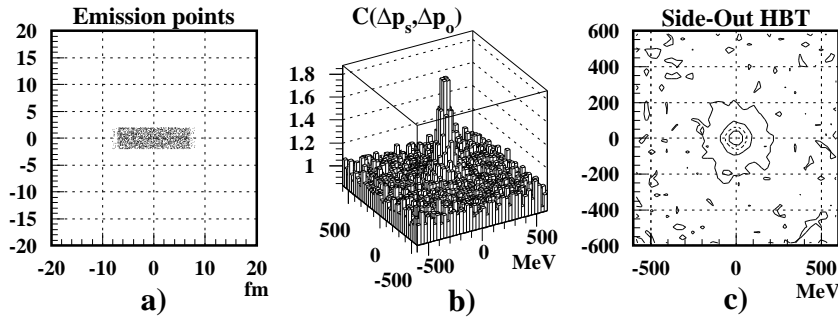 Emission points
20
15
10
5
0
-5
-10
-15
-20
-20 -10 0 10 20
fm
a)
C(Δp_s,Δp_o)
1.8
1.6
1.4
1.2
1
500
0
-500
-500
0
500
MeV
b)
Side-Out HBT
600
400
200
0
-200
-400
-600
-500 0 500
MeV
c)